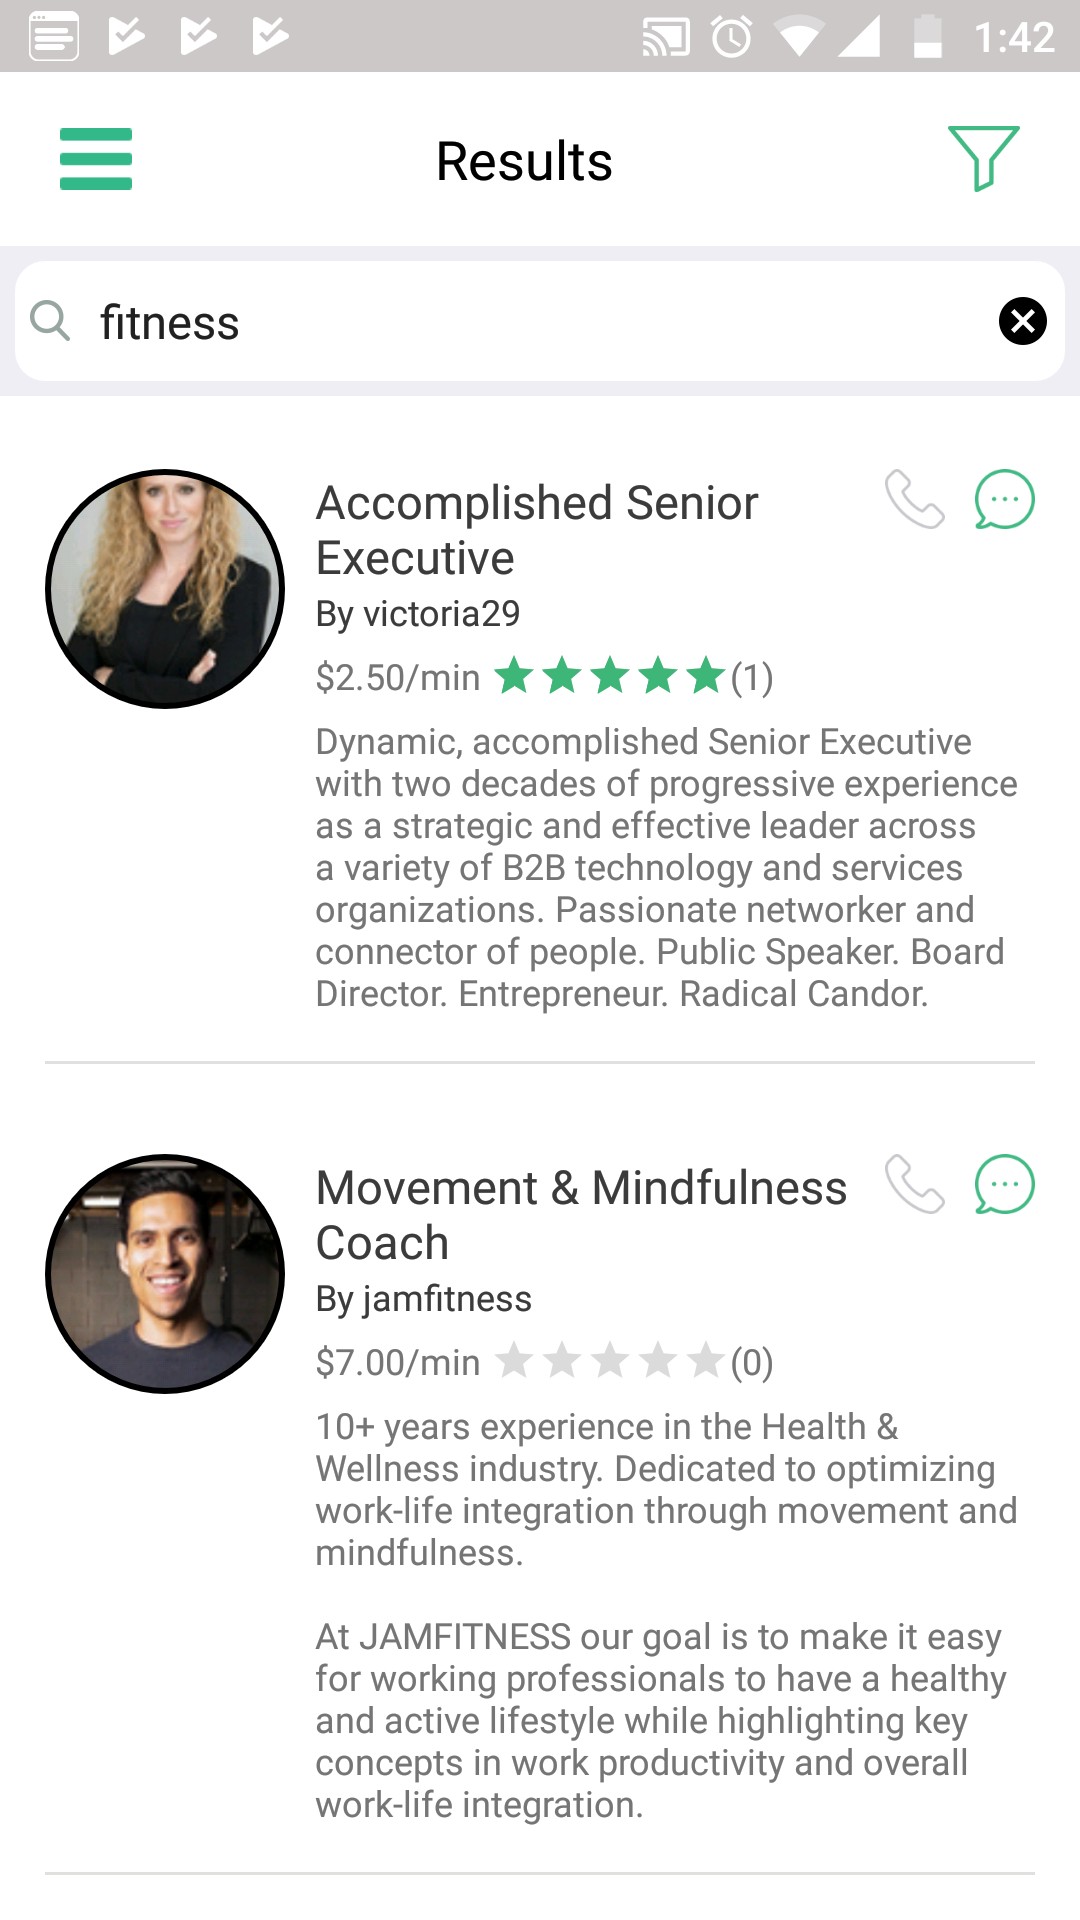 1:42
Results
fitness
Accomplished Senior
Executive
By victoria29
$2.50/min (1)
Dynamic, accomplished Senior Executive
with two decades of progressive experience
as a strategic and effective leader across
a variety of B2B technology and services
organizations. Passionate networker and
connector of people. Public Speaker. Board
Director. Entrepreneur. Radical Candor.
Movement & Mindfulness
Coach
By jamfitness
$7.00/min (0)
10+ years experience in the Health &
Wellness industry. Dedicated to optimizing
work-life integration through movement and
mindfulness.
At JAMFITNESS our goal is to make it easy
for working professionals to have a healthy
and active lifestyle while highlighting key
concepts in work productivity and overall
work-life integration.